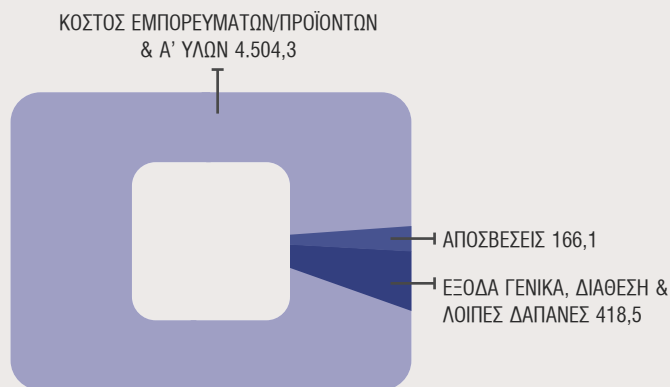 ΚΟΣΤΟΣ ΕΜΠΟΡΕΥΜΑΤΩΝ/ΠΡΟΪΟΝΤΩΝ
& Α’ ΥΛΩΝ 4.504,3
ΑΠΟΣΒΕΣΕΙΣ 166,1
ΕΞΟΔΑ ΓΕΝΙΚΑ, ΔΙΑΘΕΣΗ &
ΛΟΙΠΕΣ ΔΑΠΑΝΕΣ 418,5